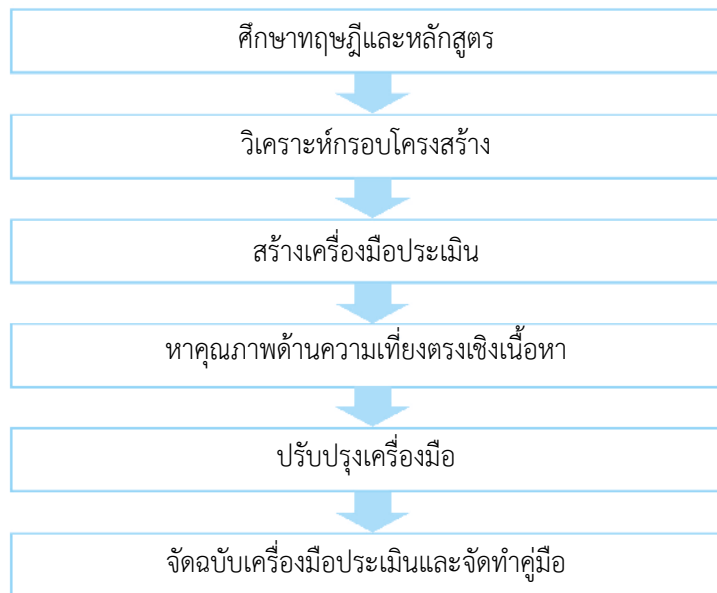 ศึกษาทฤษฎีและหลักสูตร
วิเคราะห์กรอบโครงสร้าง
สร้างเครื่องมือประเมิน
หาคุณภาพด้านความเที่ยงตรงเชิงเนื้อหา
ปรับปรุงเครื่องมือ
จัดฉบับเครื่องมือประเมินและจัดทำคู่มือ